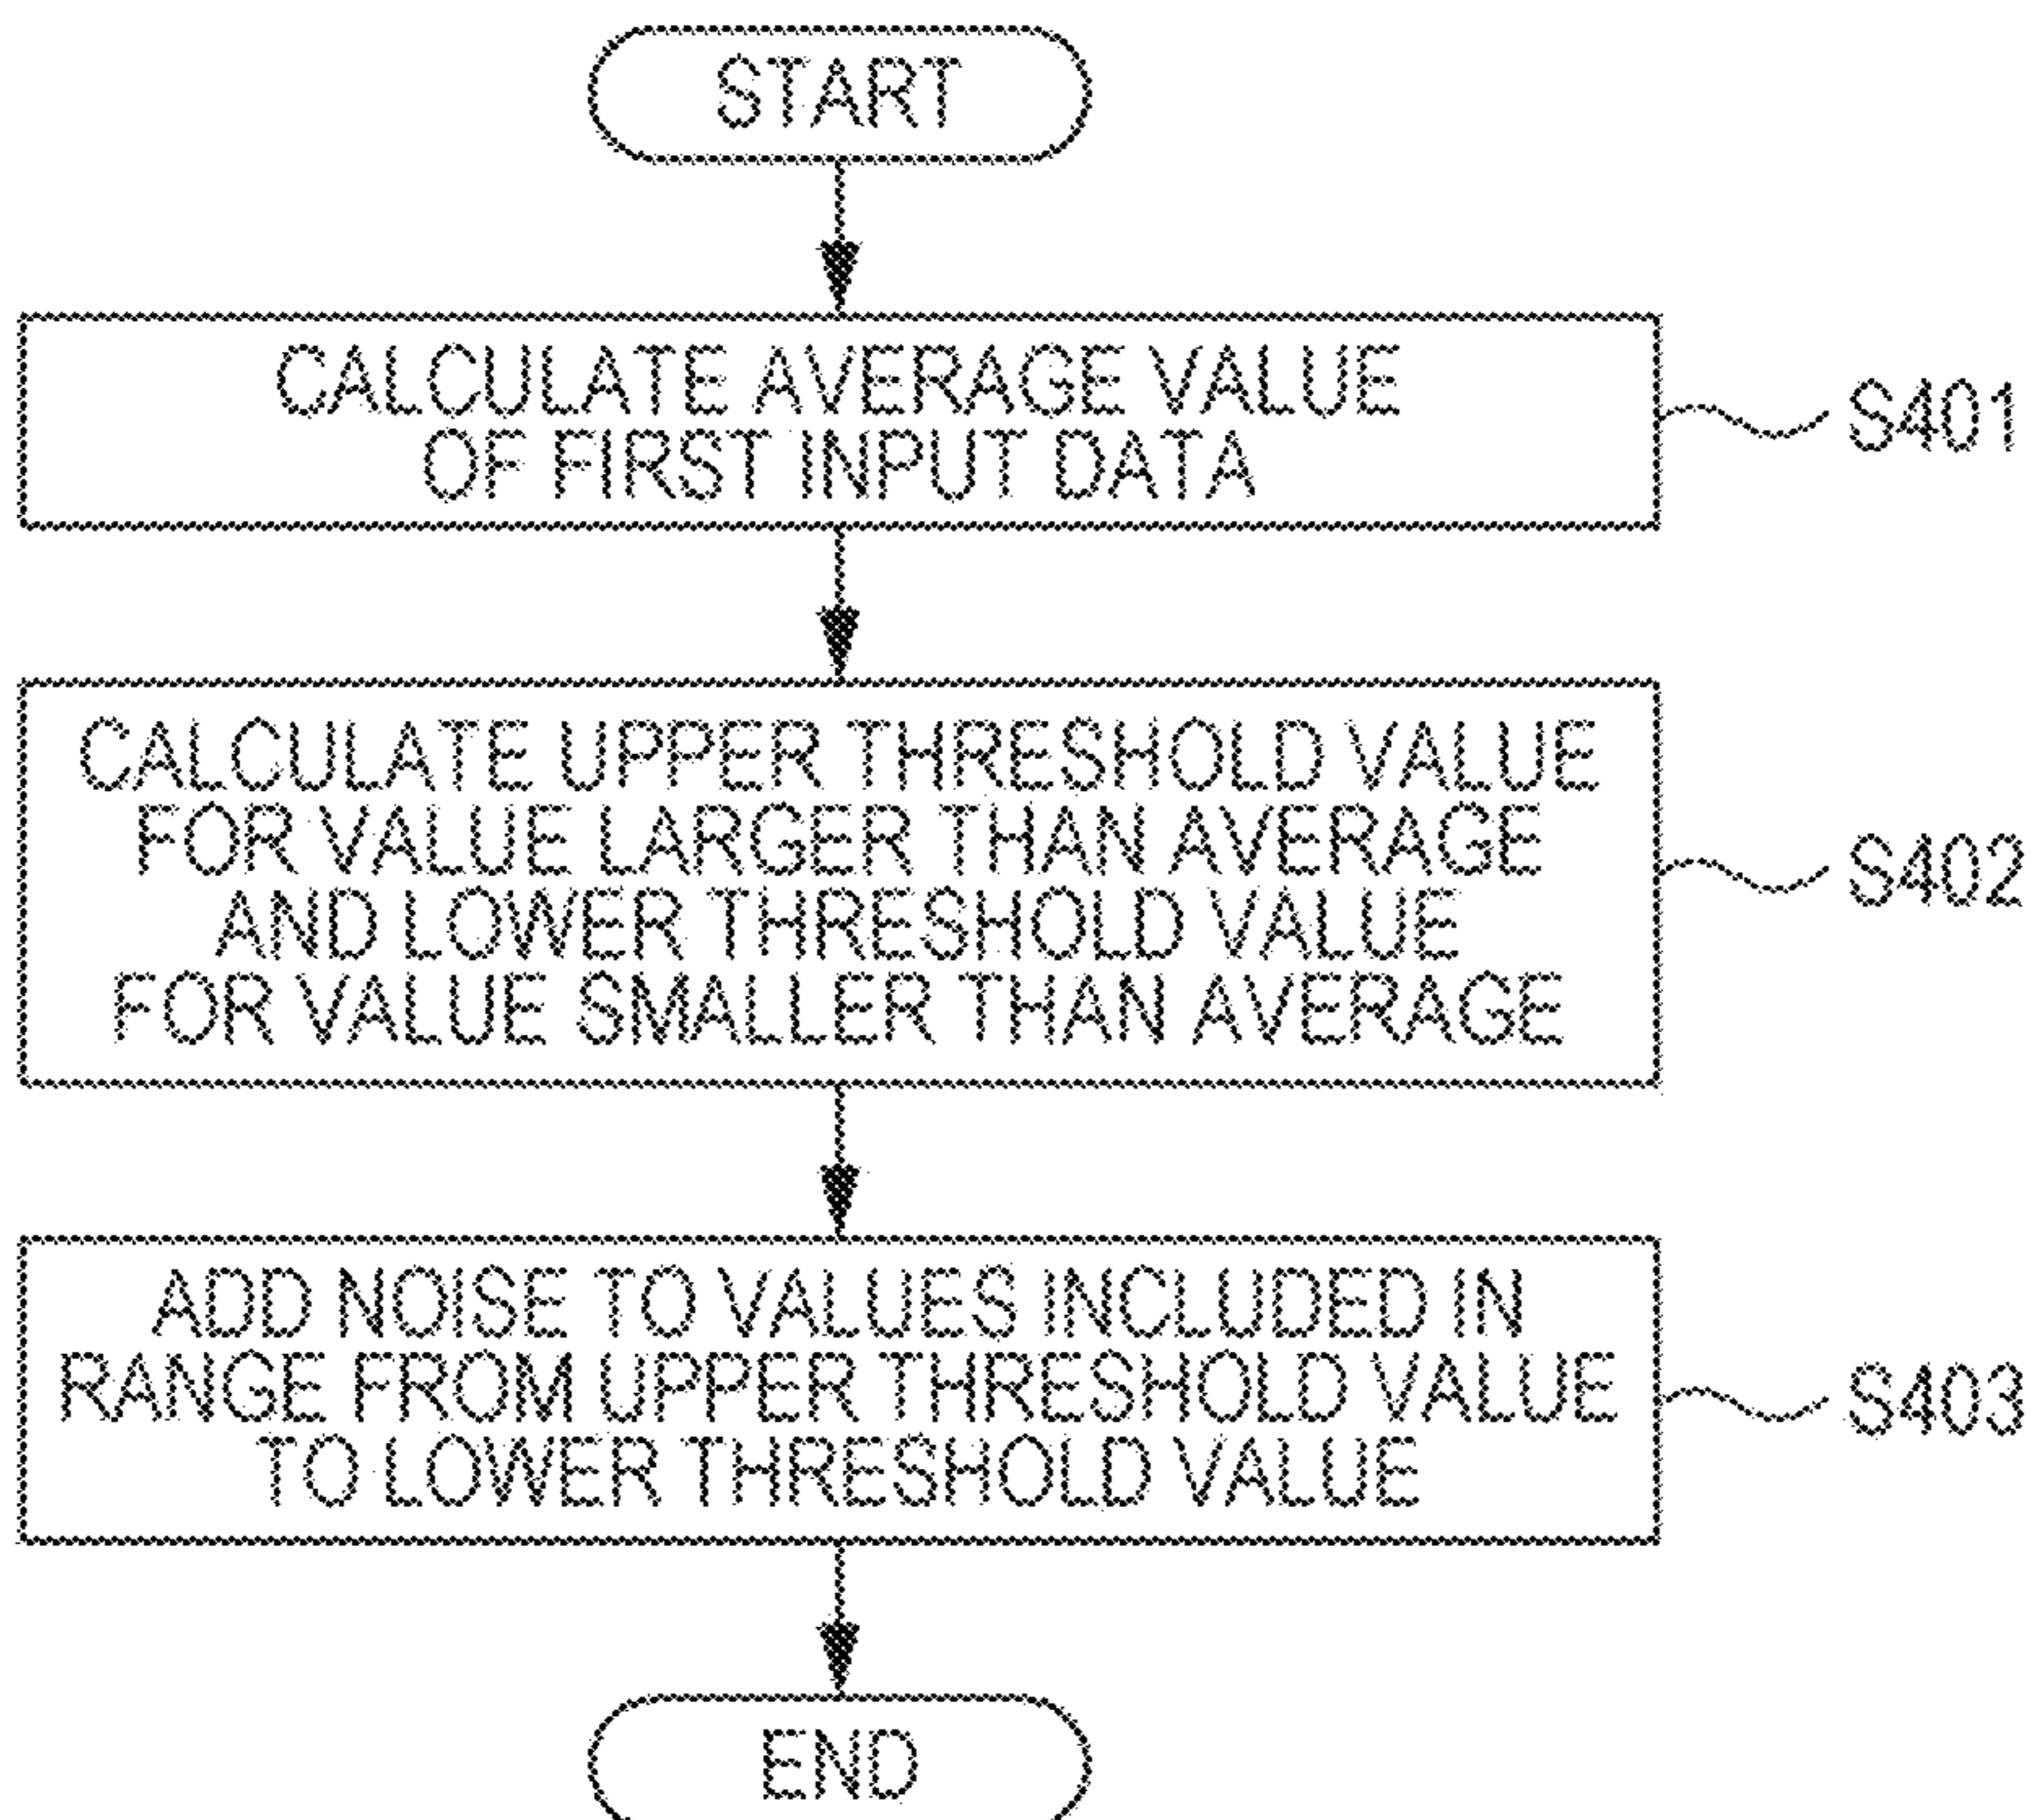 START
CALCULATE AVERAGE VALUE
OF FIRST INPUT DATA
S401
CALCULATE UPPER THRESHOLD VALUE
FOR VALUE LARGER THAN AVERAGE
AND LOWER THRESHOLD VALUE
FOR VALUE SMALLER THAN AVERAGE
S402
ADD NOISE TO VALUES INCLUDED IN
RANGE FROM UPPER THRESHOLD VALUE
TO LOWER THRESHOLD VALUE
S403
END